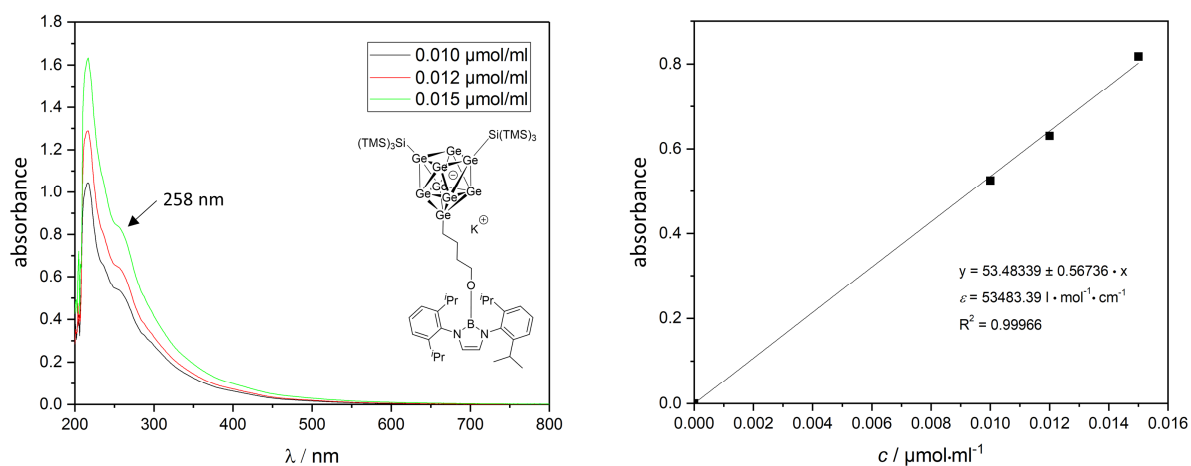 1.8
1.6
1.4
1.2
1.0
0.8
0.6
0.4
0.2
0.0
absorbance
200
300
400
500
600
700
800
λ / nm
0.010 µmol/ml
0.012 µmol/ml
0.015 µmol/ml
258 nm
(TMS)₃Si
Si(TMS)₃
Ge
Ge
Ge
Ge
Ge
Ge
Ge
Ge
Ge
⊖
K⊕
O
ⁱPr
ⁱPr
B
N
N
ⁱPr
0.8
0.6
0.4
0.2
0.0
absorbance
y = 53.48339 ± 0.56736 · x
ε = 53483.39 l · mol⁻¹ · cm⁻¹
R² = 0.99966
0.000
0.002
0.004
0.006
0.008
0.010
0.012
0.014
0.016
c / µmol·ml⁻¹